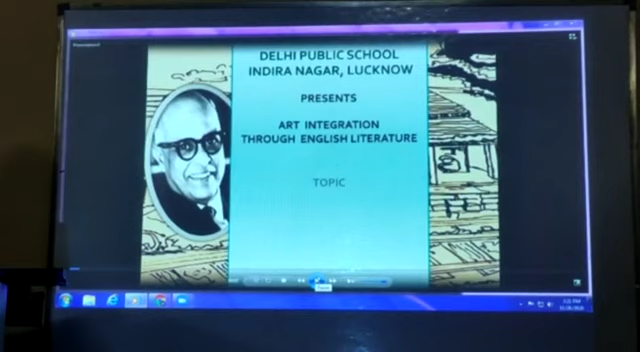 DELHI PUBLIC SCHOOL
INDIRA NAGAR, LUCKNOW
PRESENTS
ART INTEGRATION
THROUGH ENGLISH LITERATURE
TOPIC